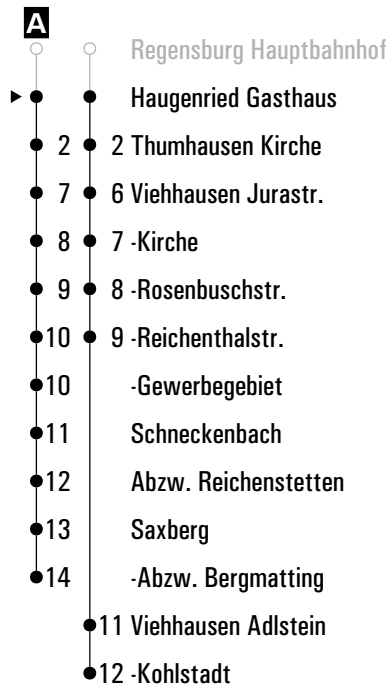 A
Regensburg Hauptbahnhof
Haugenried Gasthaus
2 2 Thumhausen Kirche
7 6 Viehhausen Jurastr.
8 7 -Kirche
9 8 -Rosenbuschstr.
10 9 -Reichenthalstr.
10 -Gewerbegebiet
11 Schneckenbach
12 Abzw. Reichenstetten
13 Saxberg
14 -Abzw. Bergmatting
11 Viehhausen Adlstein
12 -Kohlstadt